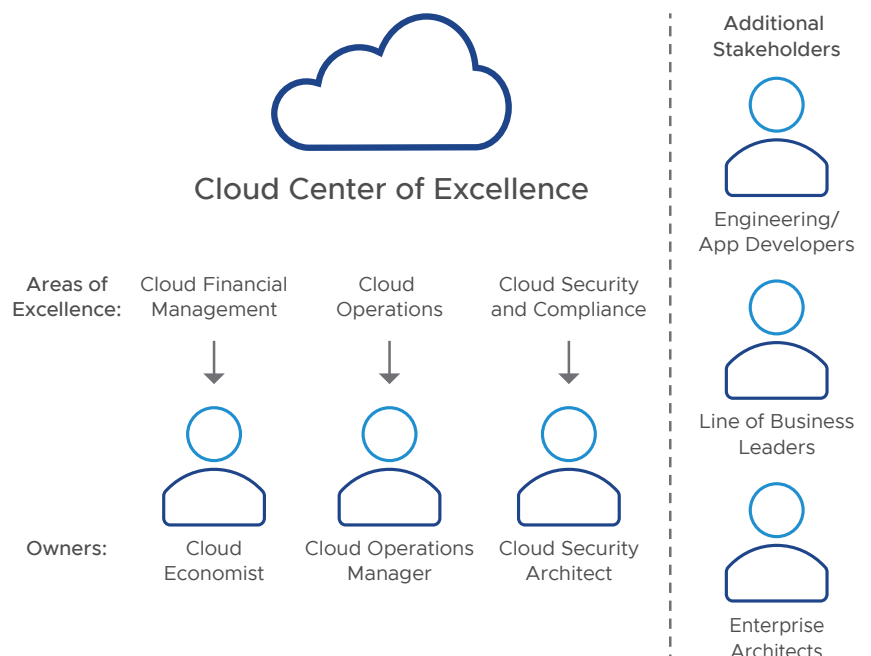 Cloud Center of Excellence
Areas of
Excellence:
Cloud Financial
Management
Cloud
Operations
Cloud Security
and Compliance
Owners:
Cloud
Economist
Cloud Operations
Manager
Cloud Security
Architect
Additional
Stakeholders
Engineering/
App Developers
Line of Business
Leaders
Enterprise
Architects